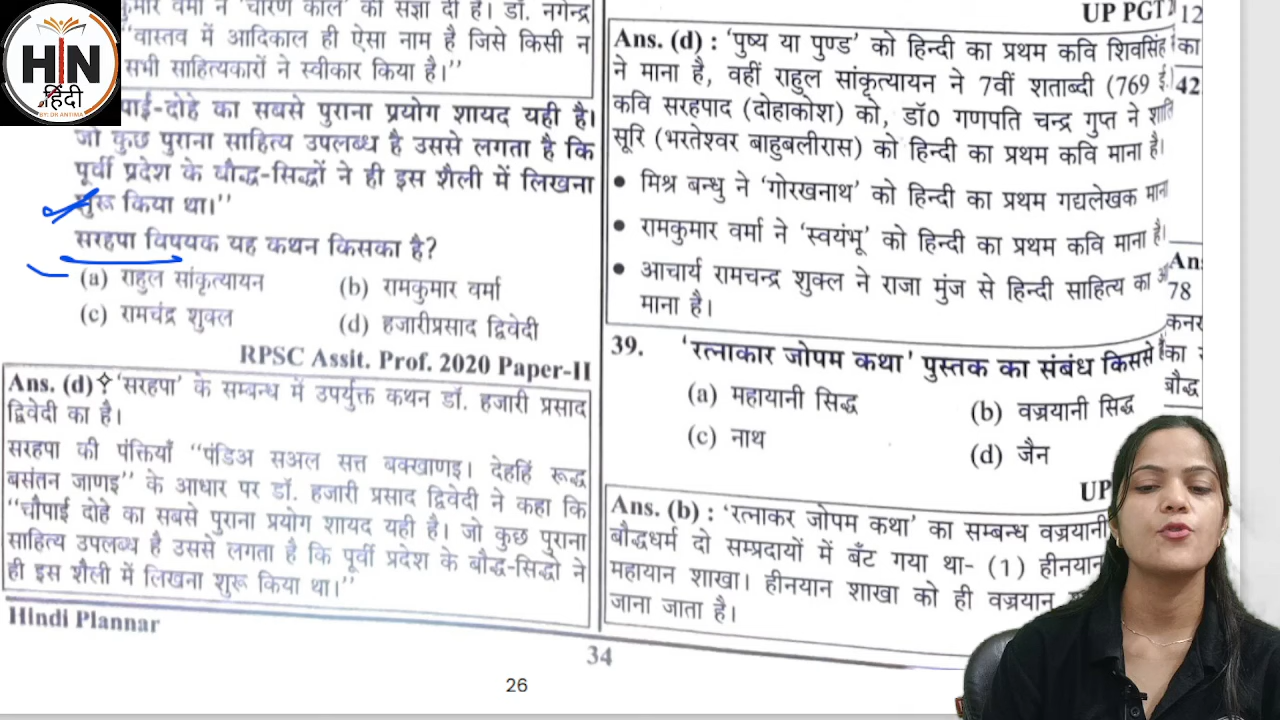 HIN
हिंदी
BY: DR ANTIMA
वर्मा ने 'चारण काल' की संज्ञा दी है। डॉ. नगेन्द्र
"वास्तव में आदिकाल ही ऐसा नाम है जिसे किसी न
सभी साहित्यकारों ने स्वीकार किया है।"
पाई-दोहे का सबसे पुराना प्रयोग शायद यही है।
जो कुछ पुराना साहित्य उपलब्ध है उससे लगता है कि
पूर्वी प्रदेश के बौद्ध-सिद्धों ने ही इस शैली में लिखना
शुरू किया था।"
सरहपा विषयक यह कथन किसका है?
(a) राहुल सांकृत्यायन (b) रामकुमार वर्मा
(c) रामचंद्र शुक्ल (d) हजारीप्रसाद द्विवेदी
RPSC Assit. Prof. 2020 Paper-II
Ans. (d) : 'सरहपा' के सम्बन्ध में उपर्युक्त कथन डॉ. हजारी प्रसाद
द्विवेदी का है।
सरहपा की पंक्तियाँ "पंडिअ सअल सत्त बक्खाणइ। देहहिं रूद्ध
बसंतन जाणइ" के आधार पर डॉ. हजारी प्रसाद द्विवेदी ने कहा कि
"चौपाई दोहे का सबसे पुराना प्रयोग शायद यही है। जो कुछ पुराना
साहित्य उपलब्ध है उससे लगता है कि पूर्वी प्रदेश के बौद्ध-सिद्धो ने
ही इस शैली में लिखना शुरू किया था।"
Hindi Plannar
UP PGT
Ans. (d) : 'पुष्य या पुण्ड' को हिन्दी का प्रथम कवि शिवसिंह
ने माना है, वहीं राहुल सांकृत्यायन ने 7वीं शताब्दी (769 ई.)
कवि सरहपाद (दोहाकोश) को, डॉ0 गणपति चन्द्र गुप्त ने शालि
सूरि (भरतेश्वर बाहुबलीरास) को हिन्दी का प्रथम कवि माना है।
• मिश्र बन्धु ने 'गोरखनाथ' को हिन्दी का प्रथम गद्यलेखक माना
• रामकुमार वर्मा ने 'स्वयंभू' को हिन्दी का प्रथम कवि माना है।
• आचार्य रामचन्द्र शुक्ल ने राजा मुंज से हिन्दी साहित्य का
माना है।
39. 'रत्नाकार जोपम कथा' पुस्तक का संबंध किससे है
(a) महायानी सिद्ध (b) वज्रयानी सिद्ध
(c) नाथ (d) जैन
UP
Ans. (b) : 'रत्नाकर जोपम कथा' का सम्बन्ध वज्रयानी
बौद्धधर्म दो सम्प्रदायों में बँट गया था- (1) हीनयान
महायान शाखा। हीनयान शाखा को ही वज्रयान
जाना जाता है।
12
का
42
An
78
कनर
का
बौद्ध
34
26